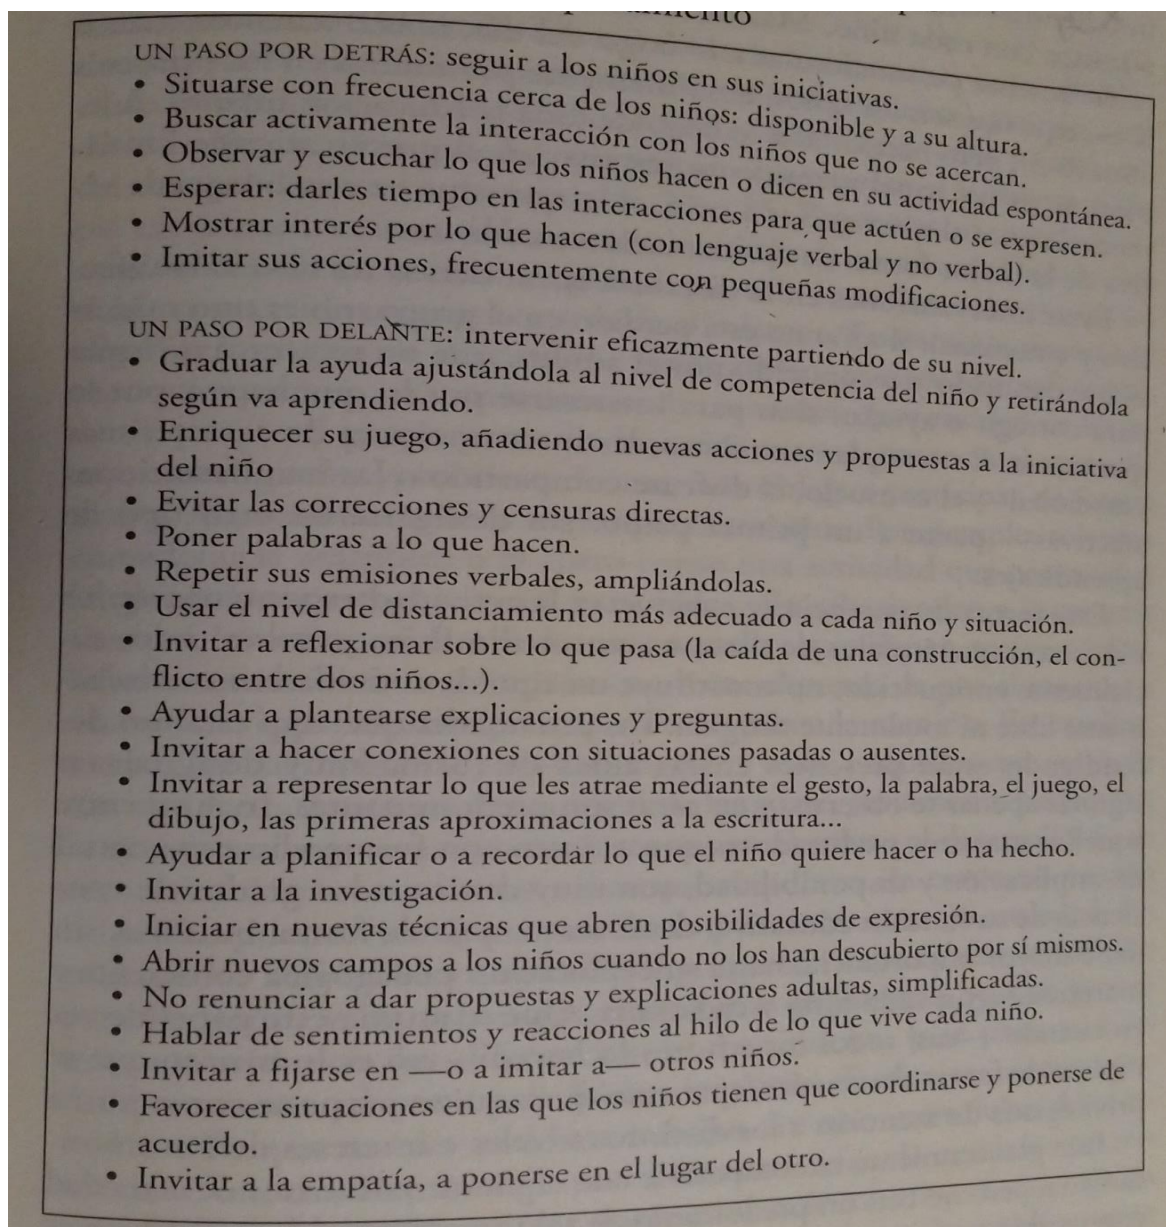 UN PASO POR DETRÁS: seguir a los niños en sus iniciativas.
• Situarse con frecuencia cerca de los niños: disponible y a su altura.
• Buscar activamente la interacción con los niños que no se acercan.
• Observar y escuchar lo que los niños hacen o dicen en su actividad espontánea.
• Esperar: darles tiempo en las interacciones para que actúen o se expresen.
• Mostrar interés por lo que hacen (con lenguaje verbal y no verbal).
• Imitar sus acciones, frecuentemente con pequeñas modificaciones.
UN PASO POR DELANTE: intervenir eficazmente partiendo de su nivel.
• Graduar la ayuda ajustándola al nivel de competencia del niño y retirándola
según va aprendiendo.
• Enriquecer su juego, añadiendo nuevas acciones y propuestas a la iniciativa
del niño
• Evitar las correcciones y censuras directas.
• Poner palabras a lo que hacen.
• Repetir sus emisiones verbales, ampliándolas.
• Usar el nivel de distanciamiento más adecuado a cada niño y situación.
• Invitar a reflexionar sobre lo que pasa (la caída de una construcción, el con-
flicto entre dos niños...).
• Ayudar a plantearse explicaciones y preguntas.
• Invitar a hacer conexiones con situaciones pasadas o ausentes.
• Invitar a representar lo que les atrae mediante el gesto, la palabra, el juego, el
dibujo, las primeras aproximaciones a la escritura...
• Ayudar a planificar o a recordar lo que el niño quiere hacer o ha hecho.
• Invitar a la investigación.
• Iniciar en nuevas técnicas que abren posibilidades de expresión.
• Abrir nuevos campos a los niños cuando no los han descubierto por sí mismos.
• No renunciar a dar propuestas y explicaciones adultas, simplificadas.
• Hablar de sentimientos y reacciones al hilo de lo que vive cada niño.
• Invitar a fijarse en —o a imitar a— otros niños.
• Favorecer situaciones en las que los niños tienen que coordinarse y ponerse de
acuerdo.
• Invitar a la empatía, a ponerse en el lugar del otro.